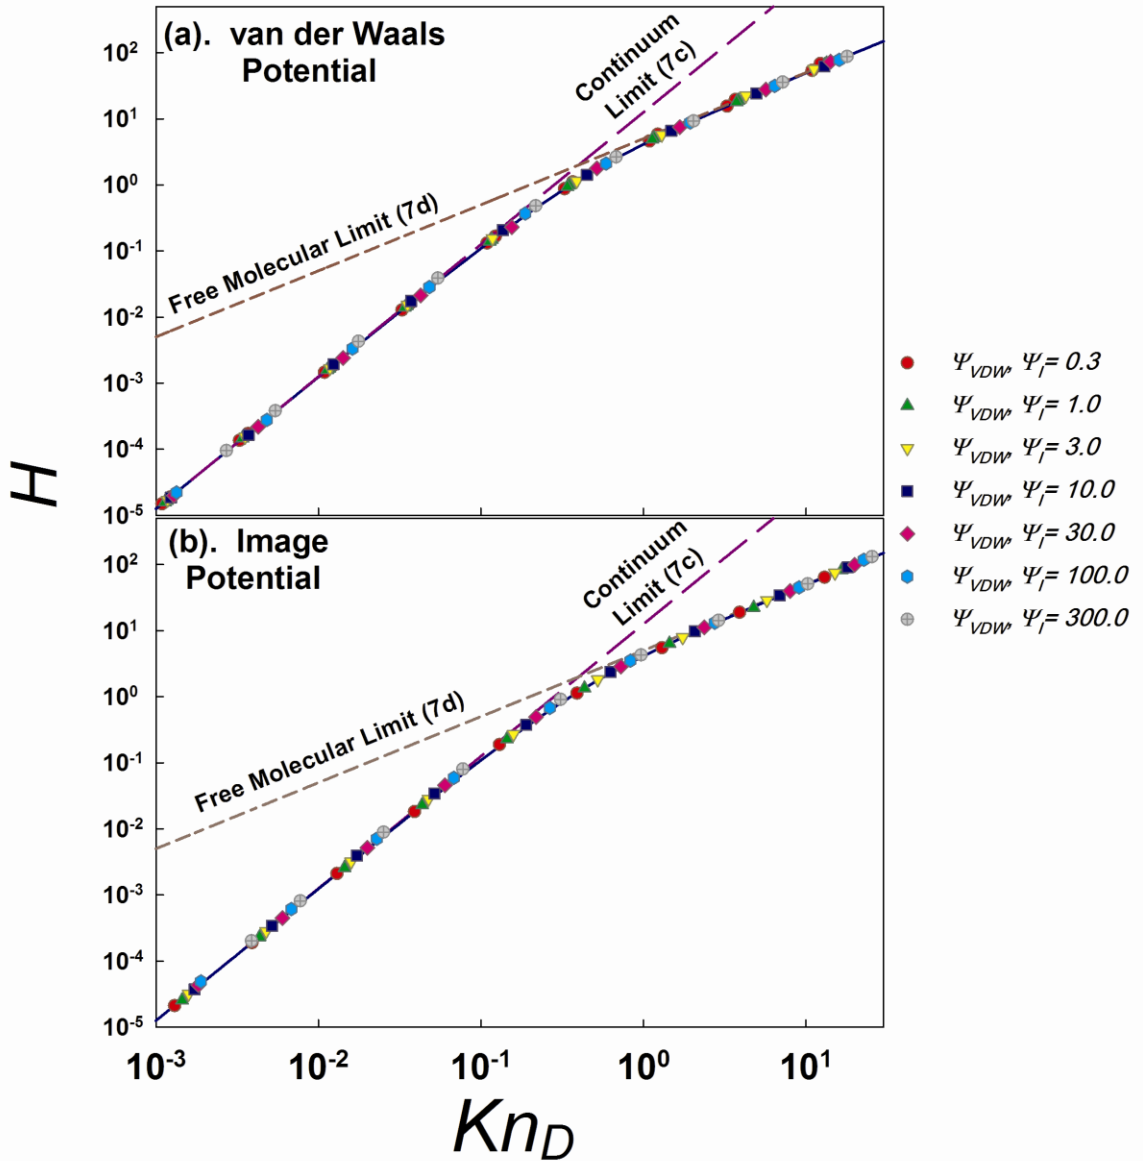 (a). van der Waals
Potential
Continuum
Limit (7c)
Free Molecular Limit (7d)
10²
10¹
10⁰
10⁻¹
10⁻²
10⁻³
10⁻⁴
10⁻⁵
H
(b). Image
Potential
Continuum
Limit (7c)
Free Molecular Limit (7d)
10²
10¹
10⁰
10⁻¹
10⁻²
10⁻³
10⁻⁴
10⁻⁵
10⁻³ 10⁻² 10⁻¹ 10⁰ 10¹
Kn_D
Ψ_VDW, Ψ_I= 0.3
Ψ_VDW, Ψ_I= 1.0
Ψ_VDW, Ψ_I= 3.0
Ψ_VDW, Ψ_I= 10.0
Ψ_VDW, Ψ_I= 30.0
Ψ_VDW, Ψ_I= 100.0
Ψ_VDW, Ψ_I= 300.0